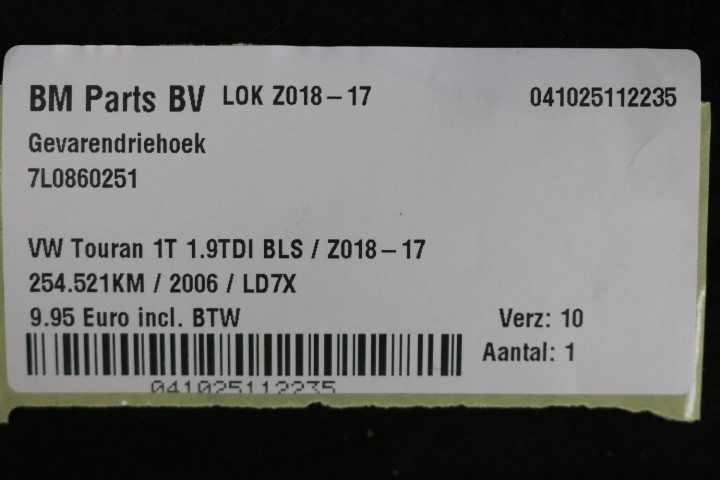 BM Parts BV LOK Z018-17 041025112235
Gevarendriehoek
7L0860251
VW Touran 1T 1.9TDI BLS / Z018-17
254.521KM / 2006 / LD7X
9.95 Euro incl. BTW Verz: 10
Aantal: 1
041025112235